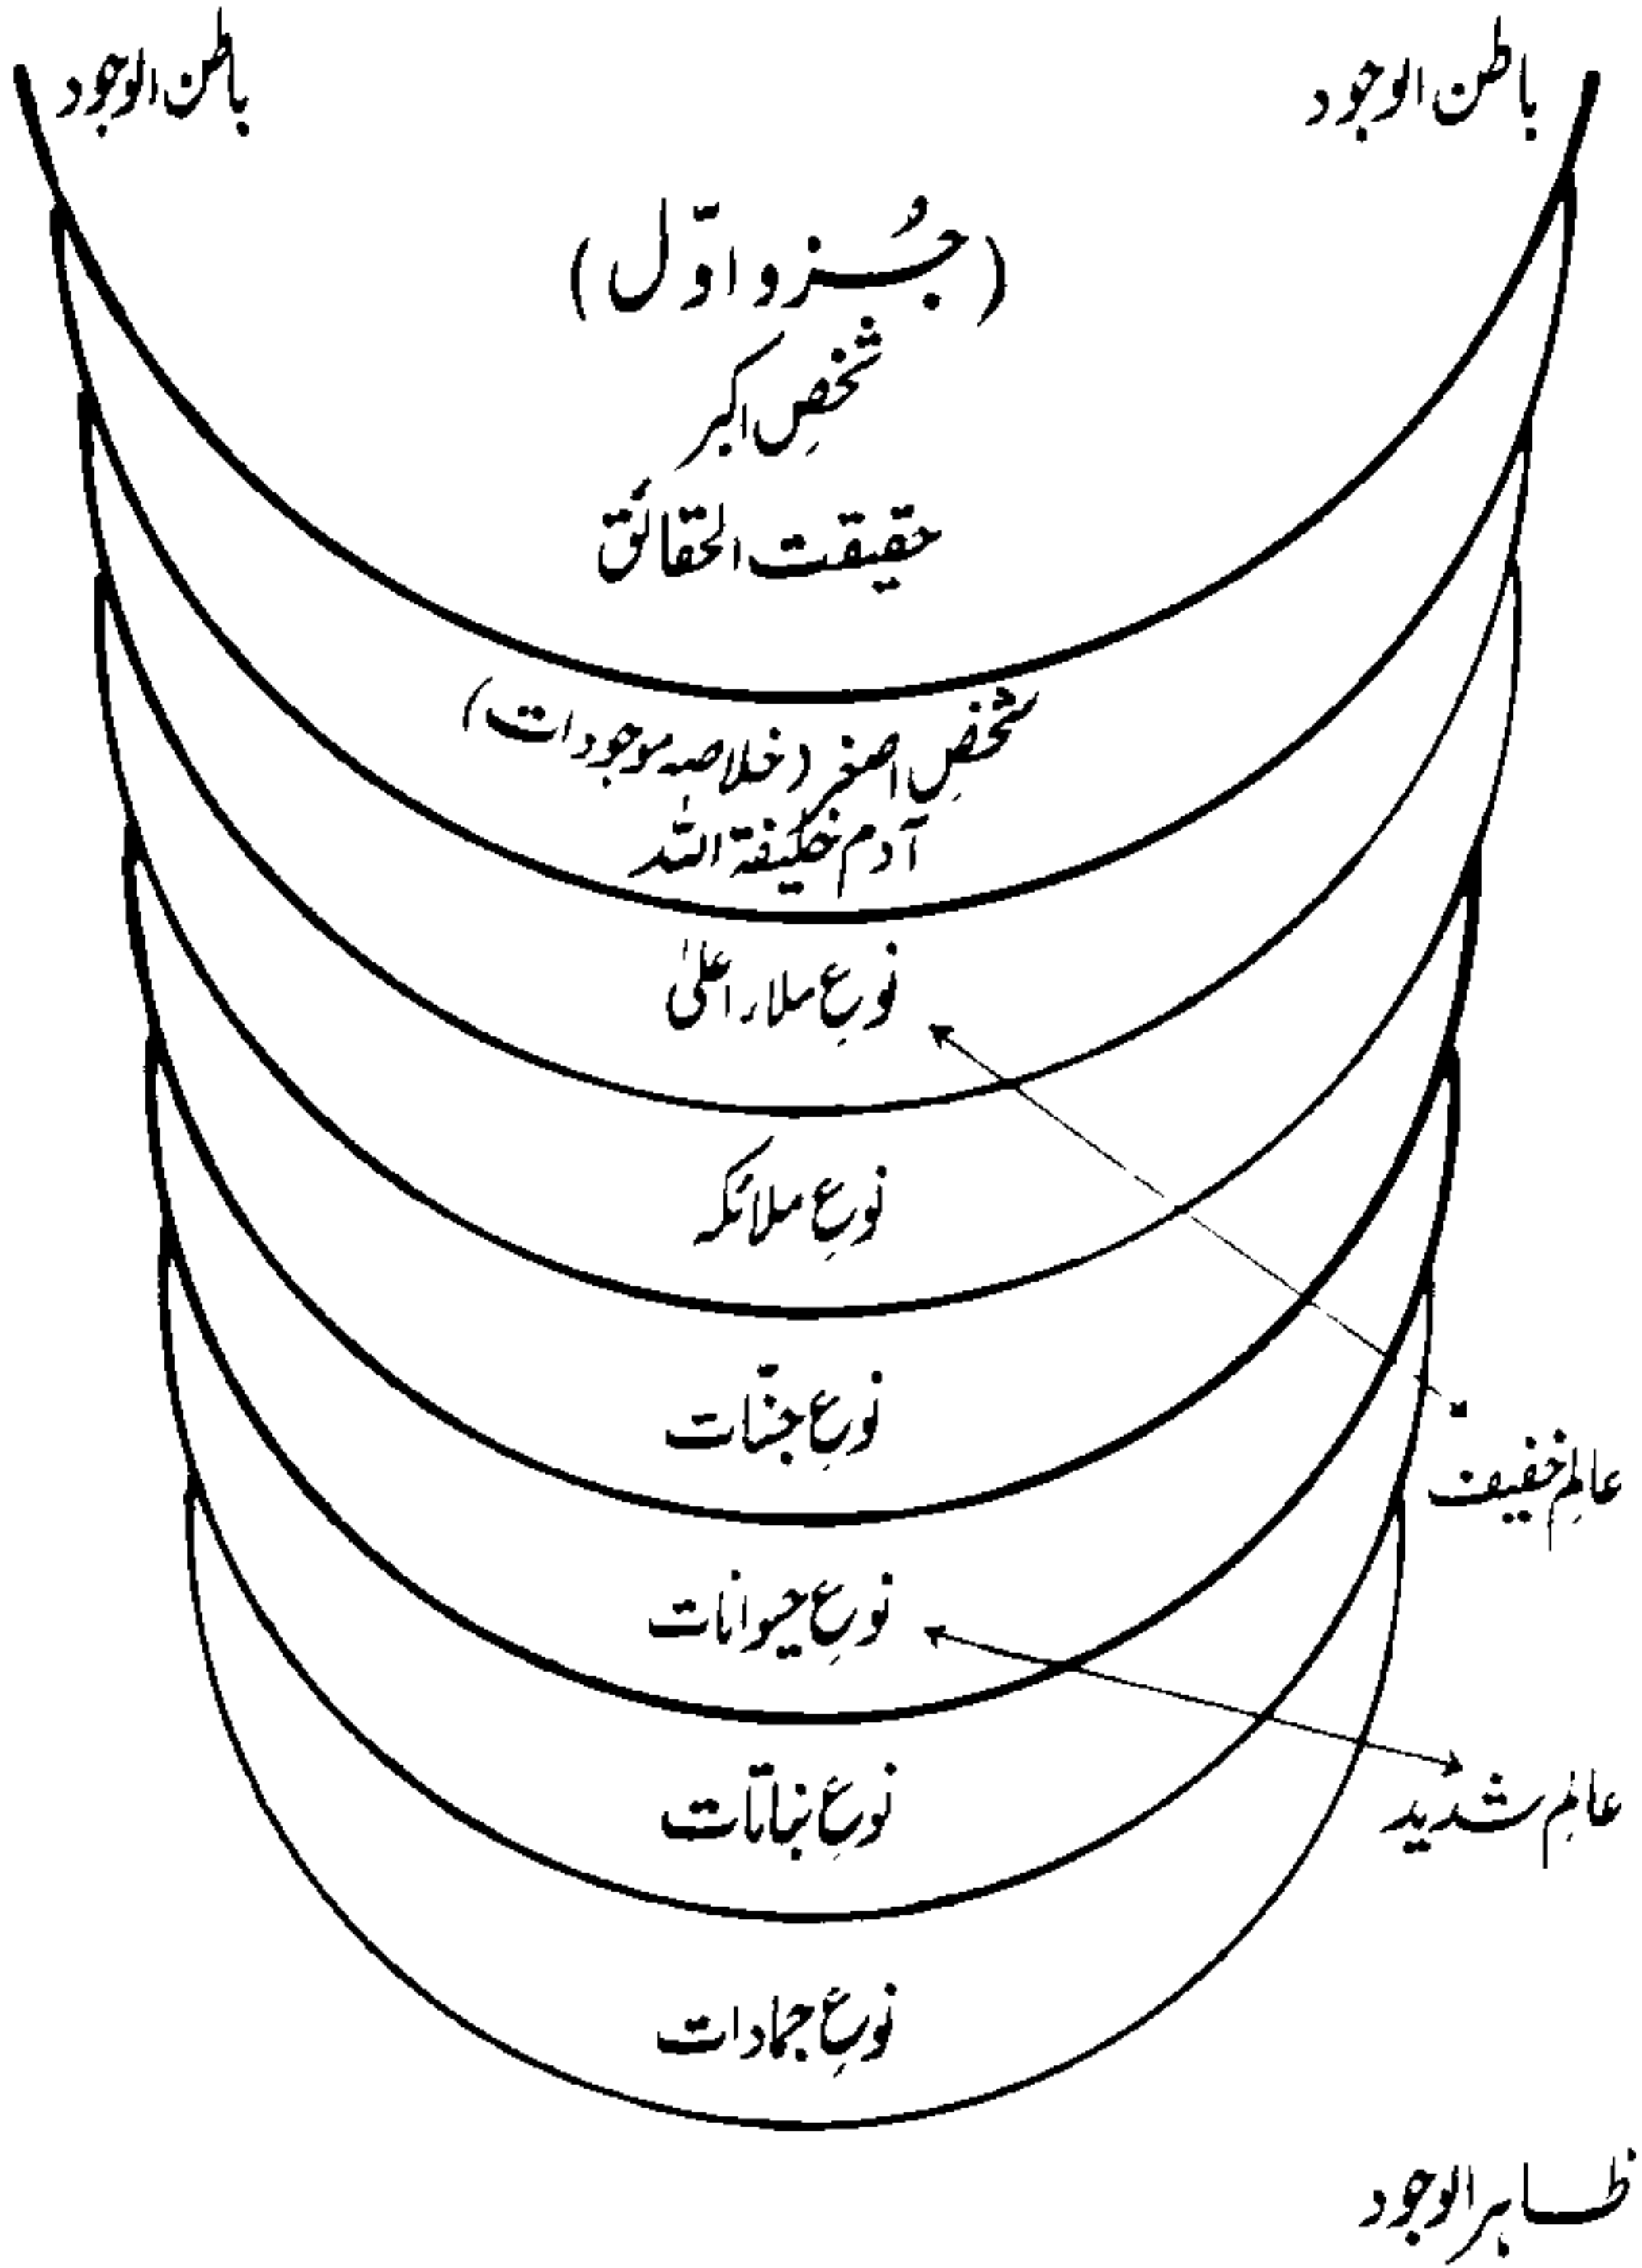 باطن الوجود
باطن الوجود
(جُزو اوّل)
شخصِ اکبر
حقیقت الحقائق
شخصِ اصغر (خلاصہ موجودات)
آدم خلیفۃ اللہ
نوعِ ملاء اعلیٰ
نوعِ ملائکہ
نوعِ جنّات
عالمِ خفیف
نوعِ حیوانات
عالمِ شدید
نوعِ نباتات
نوعِ جمادات
ظاہر الوجود